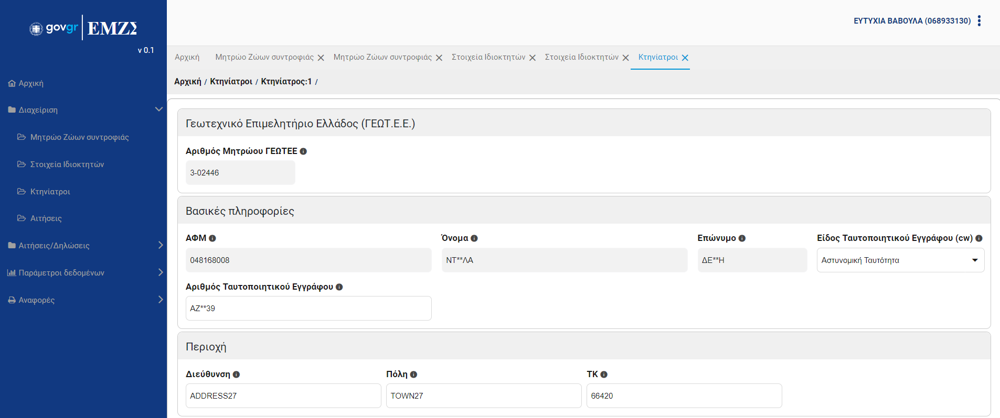 govgr ΕΜΖΣ
v 0.1
ΕΥΤΥΧΙΑ ΒΑΒΟΥΛΑ (068933130)
Αρχική
Διαχείριση
Μητρώο Ζώων συντροφιάς
Στοιχεία Ιδιοκτητών
Κτηνίατροι
Αιτήσεις
Αιτήσεις/Δηλώσεις
Παράμετροι δεδομένων
Αναφορές
Αρχική Μητρώο Ζώων συντροφιάς Μητρώο Ζώων συντροφιάς Στοιχεία Ιδιοκτητών Στοιχεία Ιδιοκτητών Κτηνίατροι
Αρχική / Κτηνίατροι / Κτηνίατρος:1 /
Γεωτεχνικό Επιμελητήριο Ελλάδος (ΓΕΩΤ.Ε.Ε.)
Αριθμός Μητρώου ΓΕΩΤΕΕ
3-02446
Βασικές πληροφορίες
ΑΦΜ Όνομα Επώνυμο Είδος Ταυτοποιητικού Εγγράφου (cw)
048168008 ΝΤ**ΛΑ ΔΕ**Η Αστυνομική Ταυτότητα
Αριθμός Ταυτοποιητικού Εγγράφου
AZ**39
Περιοχή
Διεύθυνση Πόλη ΤΚ
ADDRESS27 TOWN27 66420